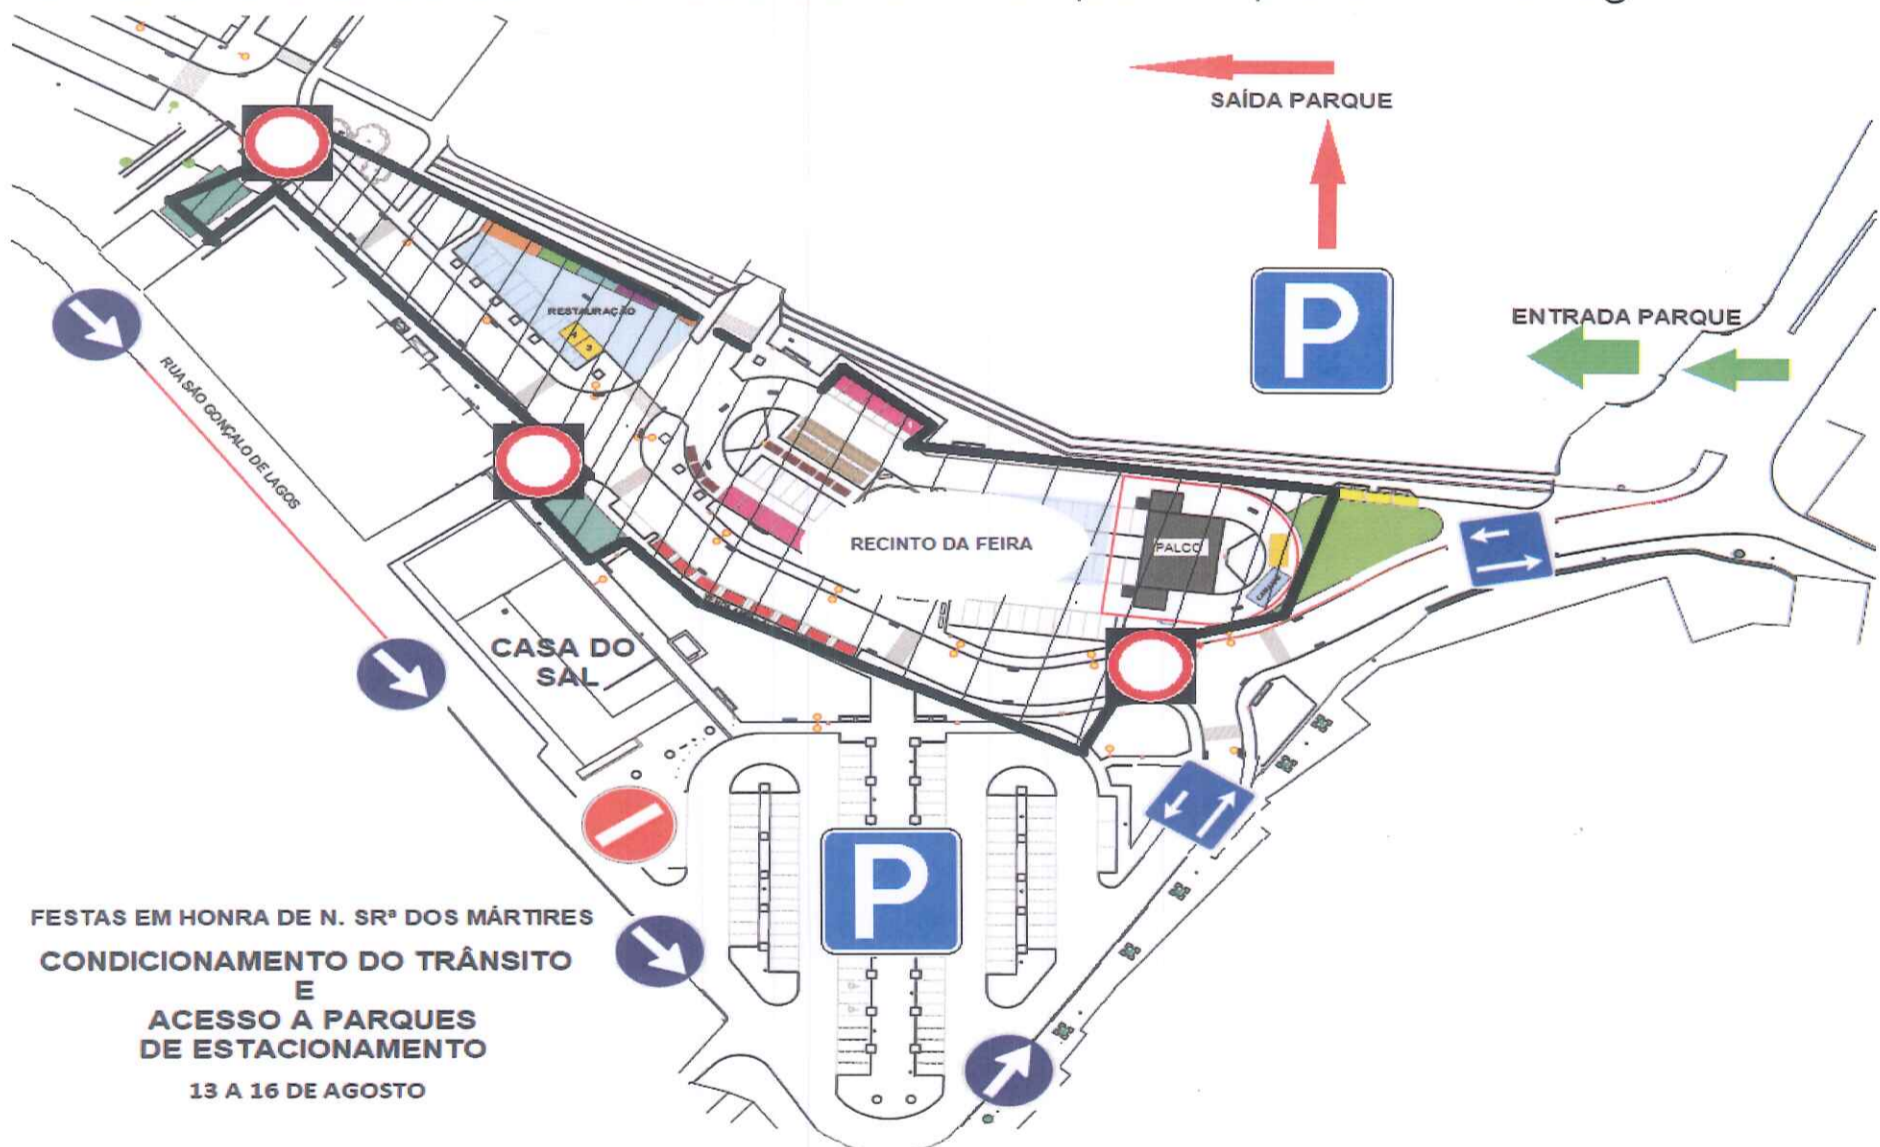 SAÍDA PARQUE
P
ENTRADA PARQUE
RESTAURAÇÃO
RUA SÃO GONÇALO DE LAGOS
RECINTO DA FEIRA
PALCO
CASA DO
SAL
P
FESTAS EM HONRA DE N. SRª DOS MÁRTIRES
CONDICIONAMENTO DO TRÂNSITO
E
ACESSO A PARQUES
DE ESTACIONAMENTO
13 A 16 DE AGOSTO